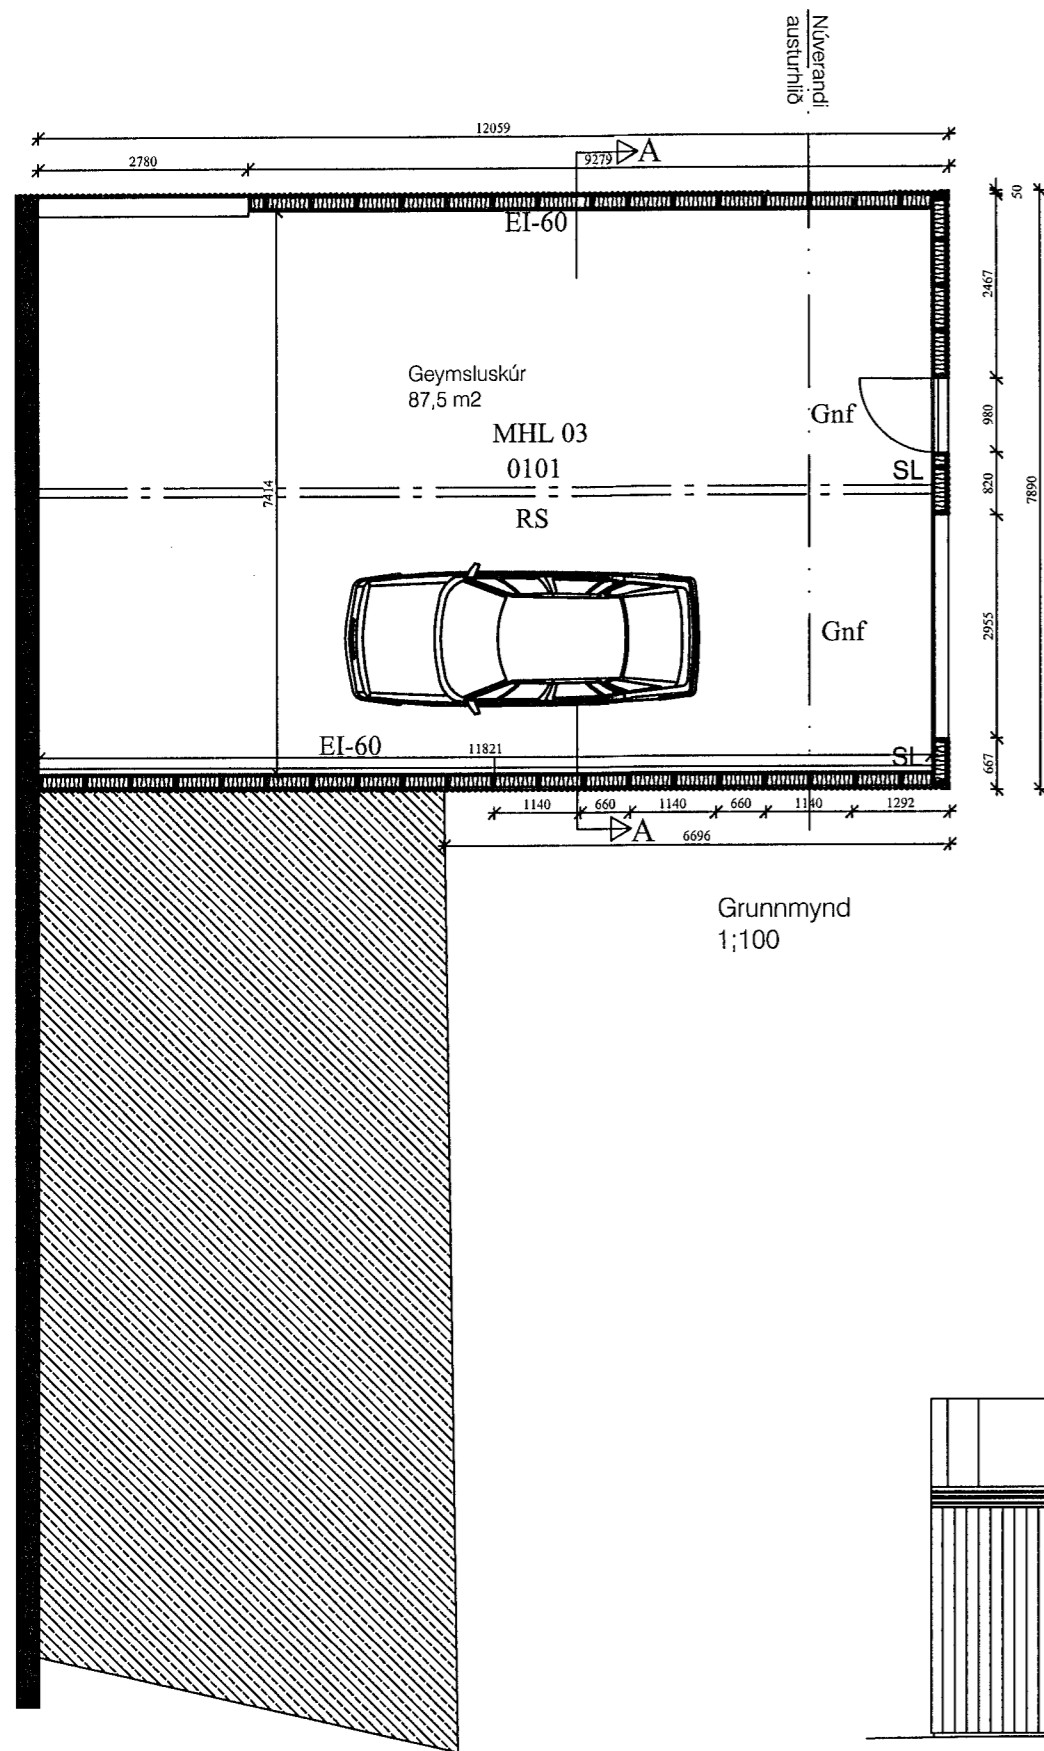 Núverandi
austurhlið
12059
2780
9279
A
50
EI-60
2467
Geymsluskúr
87,5 m2
Gnf
980
MHL 03
0101
SL
820
7890
7414
RS
Gnf
2955
EI-60
11821
SL
667
1140
660
1140
660
1140
1292
A
6696
Grunnmynd
1;100